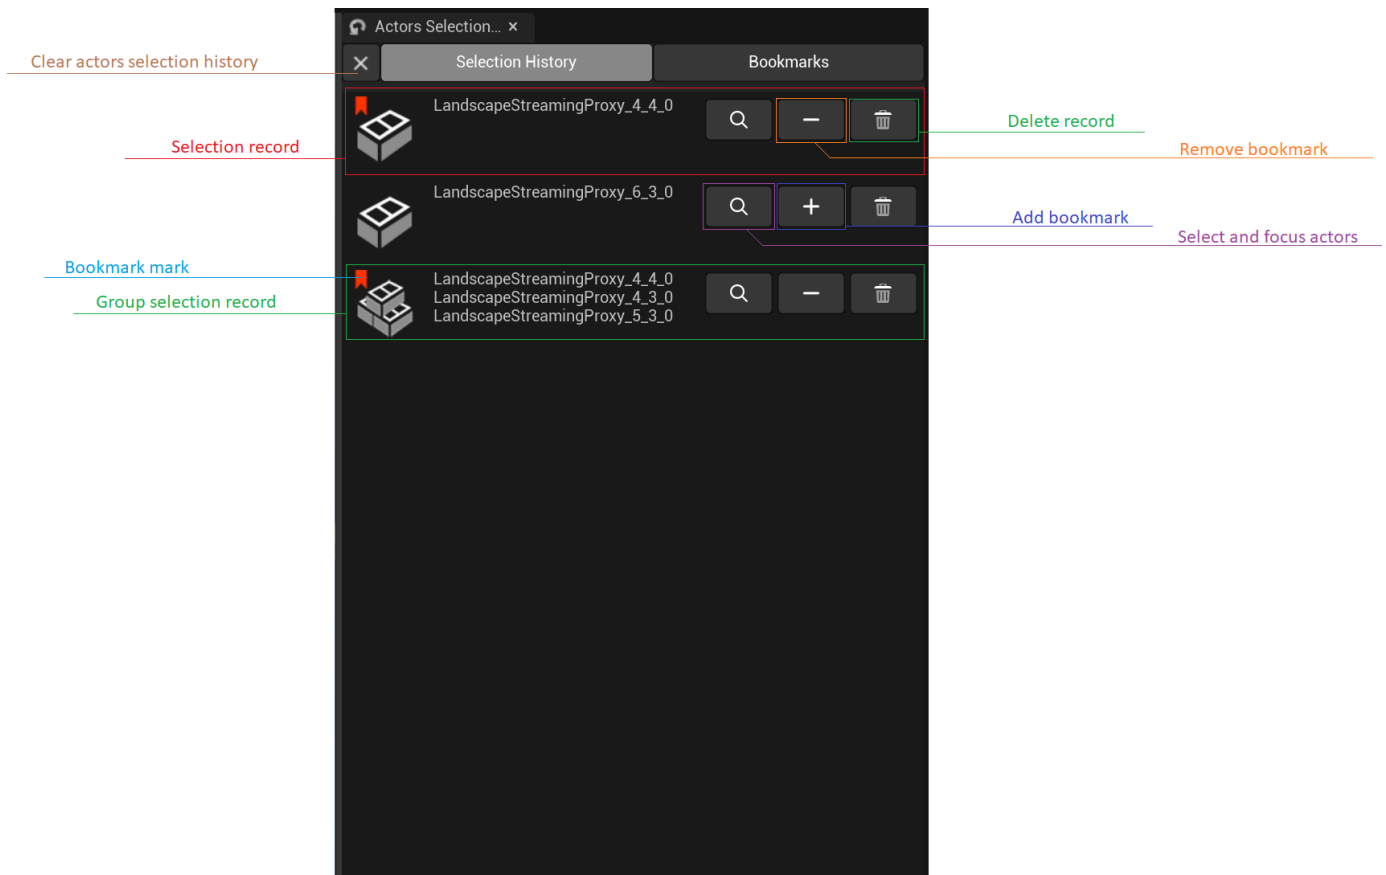 Actors Selection...
Clear actors selection history
Selection History
Bookmarks
LandscapeStreamingProxy_4_4_0
Delete record
Selection record
Remove bookmark
LandscapeStreamingProxy_6_3_0
Add bookmark
Select and focus actors
Bookmark mark
Group selection record
LandscapeStreamingProxy_4_4_0
LandscapeStreamingProxy_4_3_0
LandscapeStreamingProxy_5_3_0